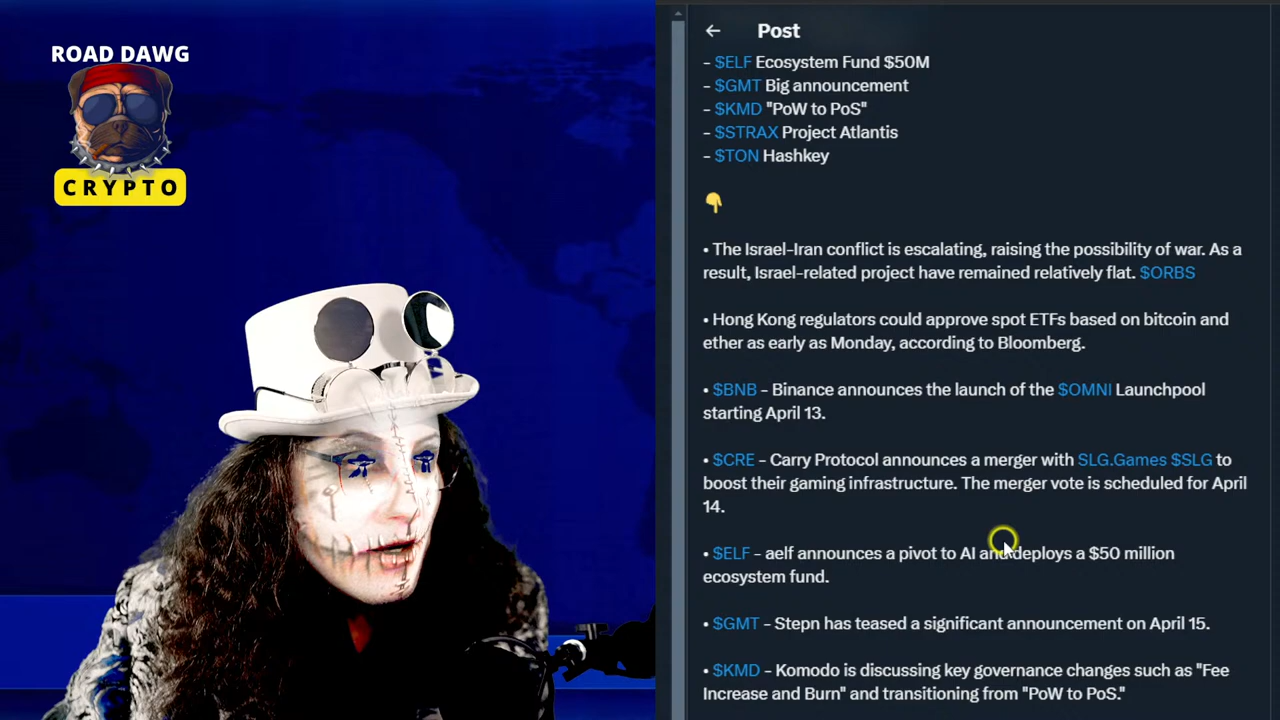 ROAD DAWG
CRYPTO
Post
- $ELF Ecosystem Fund $50M
- $GMT Big announcement
- $KMD "PoW to PoS"
- $STRAX Project Atlantis
- $TON Hashkey
• The Israel-Iran conflict is escalating, raising the possibility of war. As a
result, Israel-related project have remained relatively flat. $ORBS
• Hong Kong regulators could approve spot ETFs based on bitcoin and
ether as early as Monday, according to Bloomberg.
• $BNB - Binance announces the launch of the $OMNI Launchpool
starting April 13.
• $CRE - Carry Protocol announces a merger with SLG.Games $SLG to
boost their gaming infrastructure. The merger vote is scheduled for April
14.
• $ELF - aelf announces a pivot to AI and deploys a $50 million
ecosystem fund.
• $GMT - Stepn has teased a significant announcement on April 15.
• $KMD - Komodo is discussing key governance changes such as "Fee
Increase and Burn" and transitioning from "PoW to PoS."